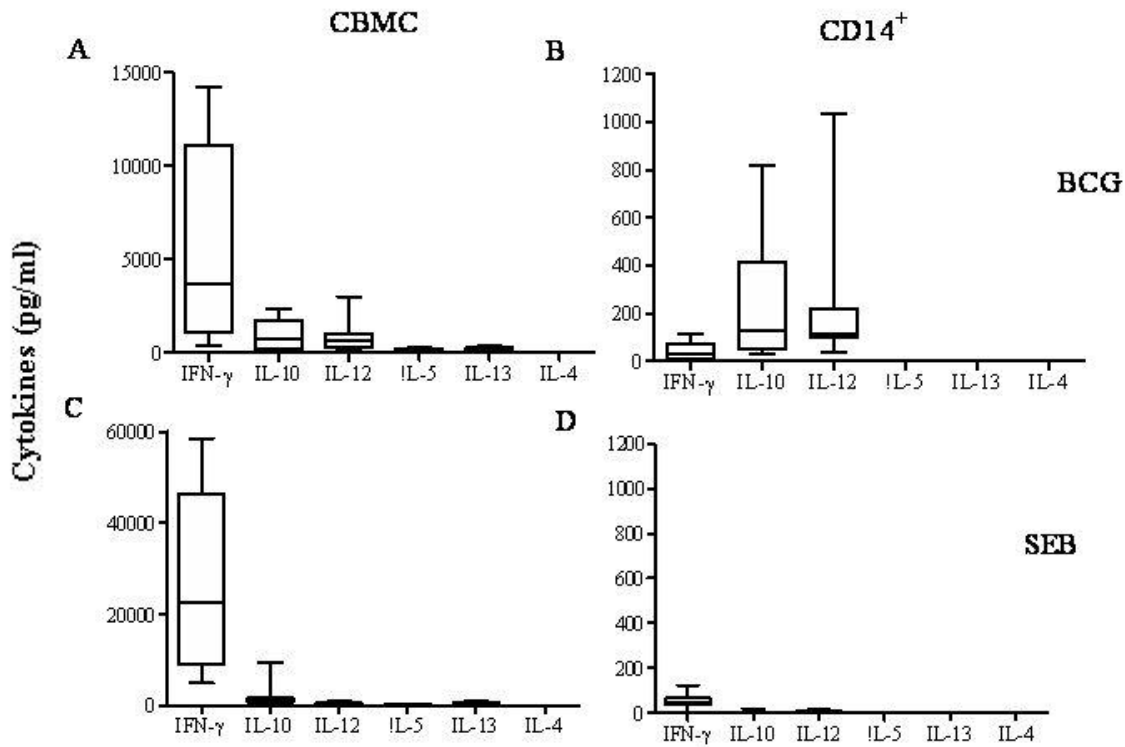 CBMC
CD14+
A
B
15000
10000
5000
0
IFN-γ IL-10 IL-12 !L-5 IL-13 IL-4
1200
1000
800
600
400
200
0
IFN-γ IL-10 IL-12 !L-5 IL-13 IL-4
BCG
Cytokines (pg/ml)
C
D
60000
40000
20000
0
IFN-γ IL-10 IL-12 !L-5 IL-13 IL-4
1200
1000
800
600
400
200
0
IFN-γ IL-10 IL-12 !L-5 IL-13 IL-4
SEB